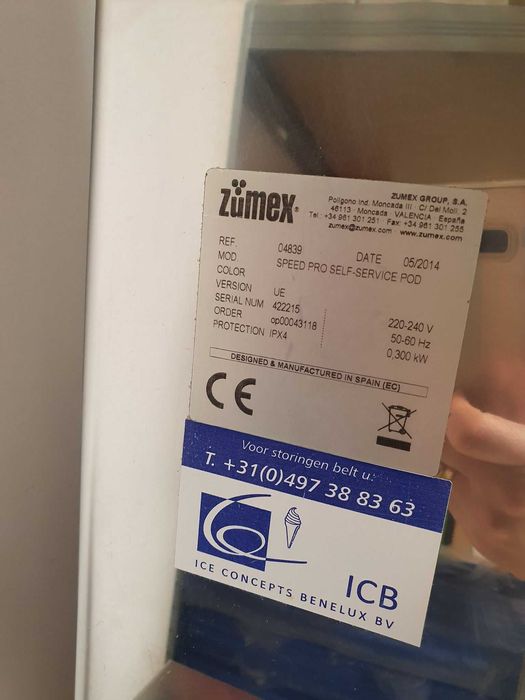 zümex®
ZUMEX GROUP, S.A.
Polígono Ind. Moncada III · C/ Del Molí, 2
46113 · Moncada · VALENCIA · España
Tel.: +34 961 301 251 Fax: +34 961 301 255
zumex@zumex.com · www.zumex.com
REF. 04839 DATE 05/2014
MOD SPEED PRO SELF-SERVICE POD
COLOR
VERSION UE
SERIAL NUM 422215 220-240 V
ORDER op00043118 50-60 Hz
PROTECTION IPX4 0,300 kW
DESIGNED & MANUFACTURED IN SPAIN (EC)
CE
Voor storingen belt u:
T. +31(0)497 38 83 63
ICE CONCEPTS BENELUX BV
ICB